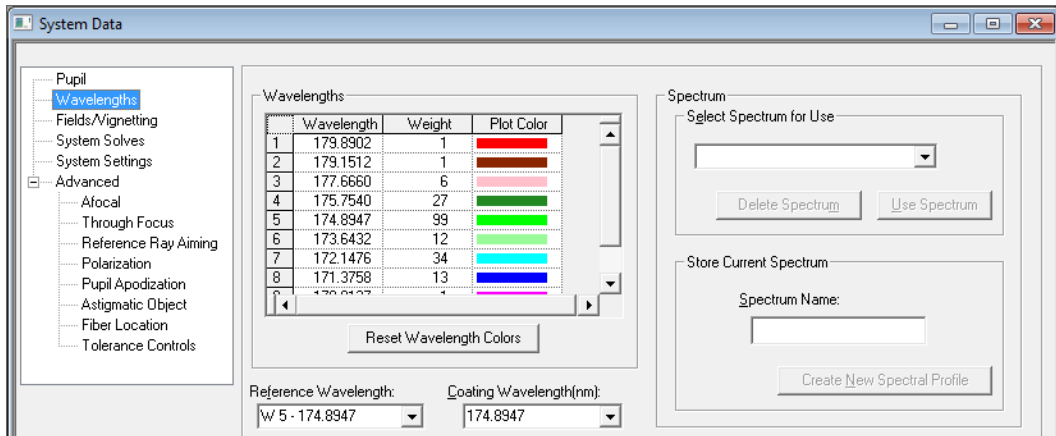 System Data
Pupil
Wavelengths
Fields/Vignetting
System Solves
System Settings
Advanced
Afocal
Through Focus
Reference Ray Aiming
Polarization
Pupil Apodization
Astigmatic Object
Fiber Location
Tolerance Controls
Wavelengths
Wavelength Weight Plot Color
1 179.8902 1
2 179.1512 1
3 177.6660 6
4 175.7540 27
5 174.8947 99
6 173.6432 12
7 172.1476 34
8 171.3758 13
Reset Wavelength Colors
Reference Wavelength:
W 5 - 174.8947
Coating Wavelength(nm):
174.8947
Spectrum
Select Spectrum for Use
Delete Spectrum
Use Spectrum
Store Current Spectrum
Spectrum Name:
Create New Spectral Profile